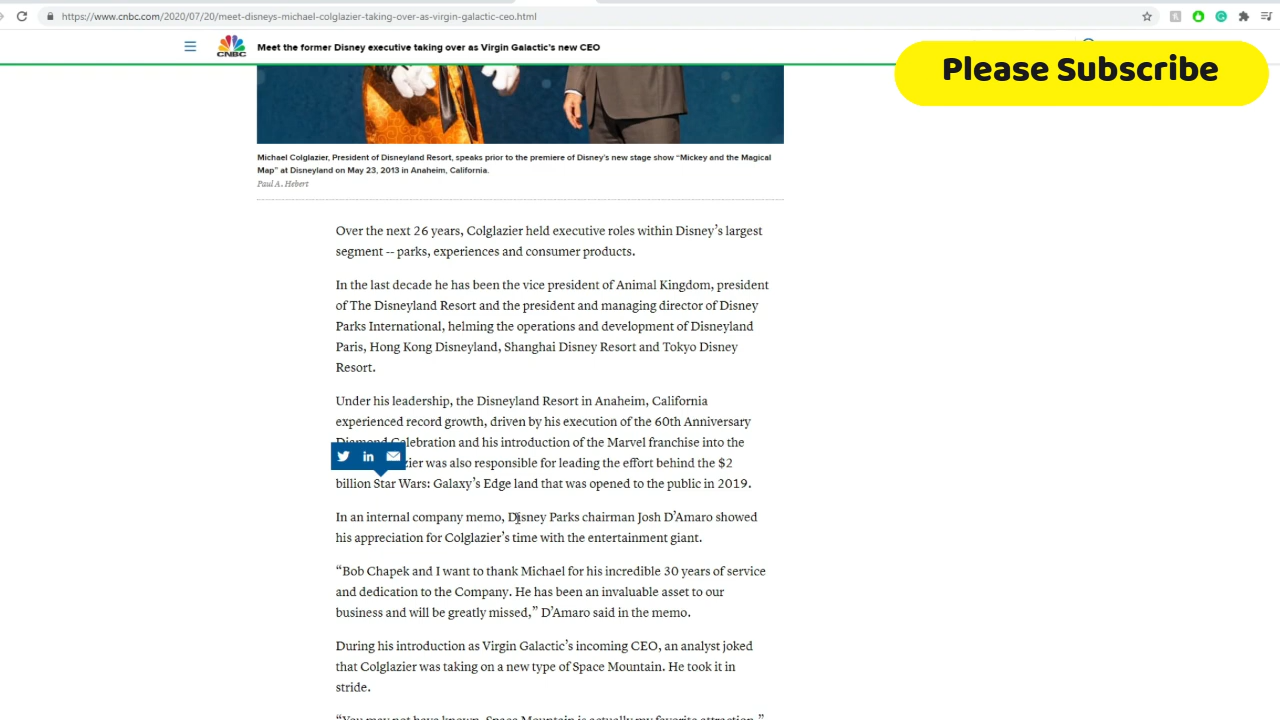 https://www.cnbc.com/2020/07/20/meet-disneys-michael-colglazier-taking-over-as-virgin-galactic-ceo.html
CNBC
Meet the former Disney executive taking over as Virgin Galactic's new CEO
Please Subscribe
Michael Colglazier, President of Disneyland Resort, speaks prior to the premiere of Disney's new stage show “Mickey and the Magical
Map” at Disneyland on May 23, 2013 in Anaheim, California.
Paul A. Hebert
Over the next 26 years, Colglazier held executive roles within Disney's largest
segment -- parks, experiences and consumer products.
In the last decade he has been the vice president of Animal Kingdom, president
of The Disneyland Resort and the president and managing director of Disney
Parks International, helming the operations and development of Disneyland
Paris, Hong Kong Disneyland, Shanghai Disney Resort and Tokyo Disney
Resort.
Under his leadership, the Disneyland Resort in Anaheim, California
experienced record growth, driven by his execution of the 60th Anniversary
Diamond Celebration and his introduction of the Marvel franchise into the
zier was also responsible for leading the effort behind the $2
billion Star Wars: Galaxy's Edge land that was opened to the public in 2019.
In an internal company memo, Disney Parks chairman Josh D'Amaro showed
his appreciation for Colglazier's time with the entertainment giant.
“Bob Chapek and I want to thank Michael for his incredible 30 years of service
and dedication to the Company. He has been an invaluable asset to our
business and will be greatly missed,” D'Amaro said in the memo.
During his introduction as Virgin Galactic's incoming CEO, an analyst joked
that Colglazier was taking on a new type of Space Mountain. He took it in
stride.
“You may not have known, Space Mountain is actually my favorite attraction,”